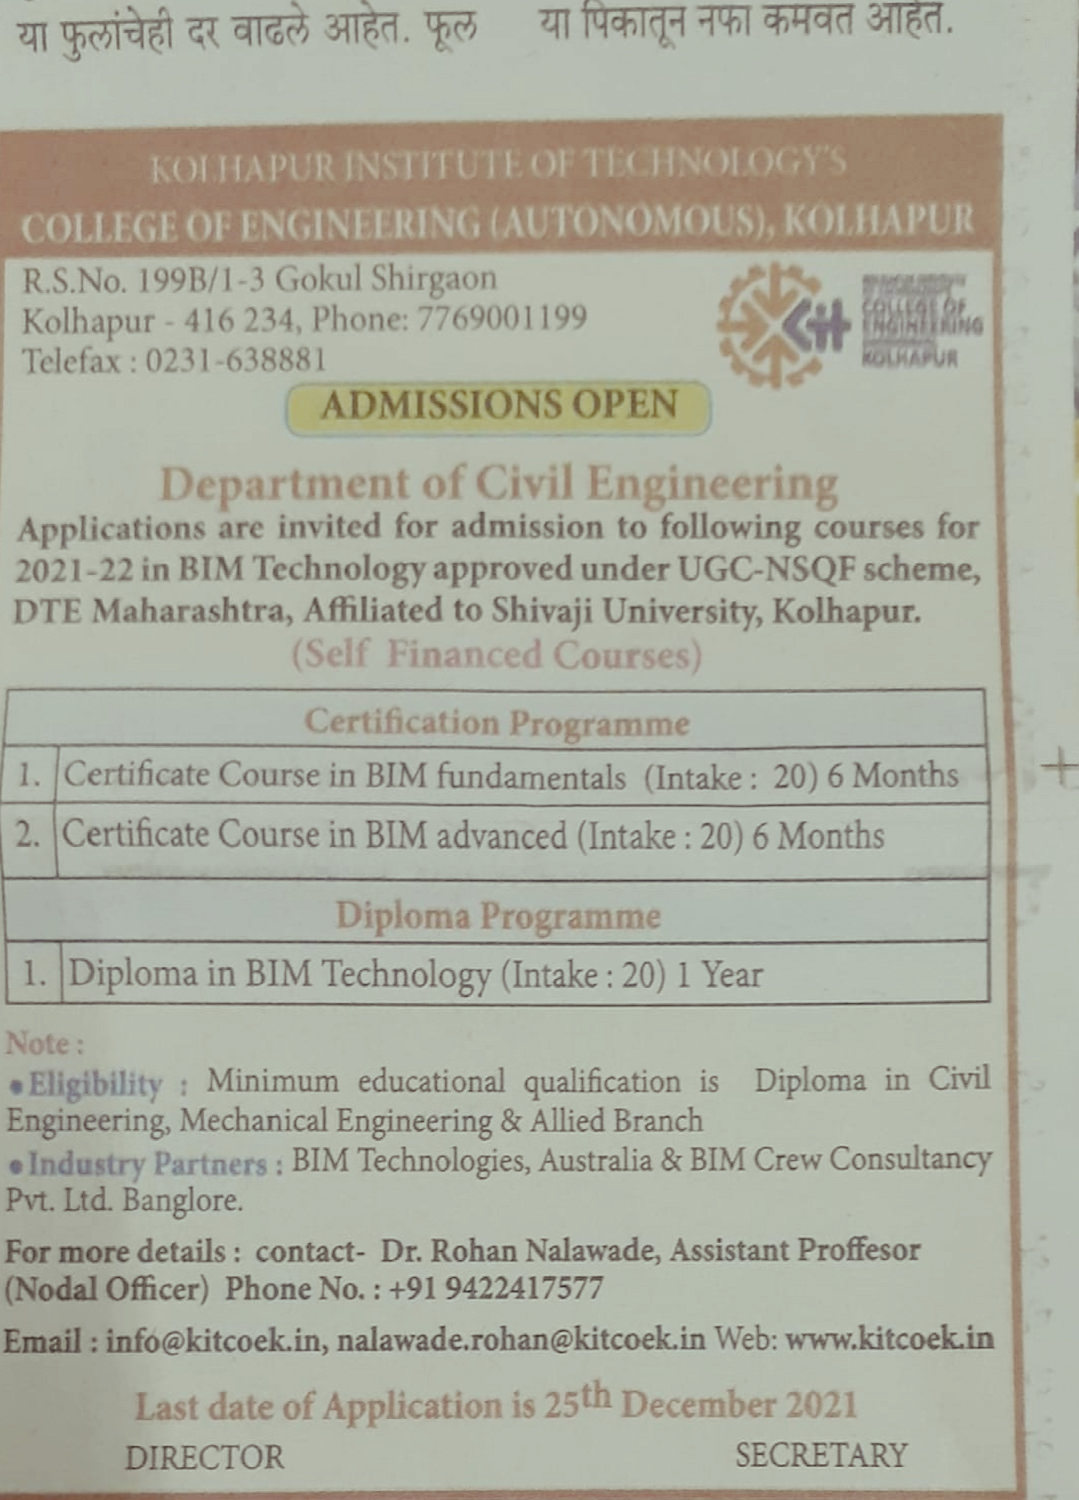 या फुलांचेही दर वाढले आहेत. फूल या पिकातून नफा कमवत आहेत.
KOLHAPUR INSTITUTE OF TECHNOLOGY'S
COLLEGE OF ENGINEERING (AUTONOMOUS), KOLHAPUR
R.S.No. 199B/1-3 Gokul Shirgaon
Kolhapur - 416 234, Phone: 7769001199
Telefax : 0231-638881
KIT
COLLEGE OF
ENGINEERING
KOLHAPUR
ADMISSIONS OPEN
Department of Civil Engineering
Applications are invited for admission to following courses for
2021-22 in BIM Technology approved under UGC-NSQF scheme,
DTE Maharashtra, Affiliated to Shivaji University, Kolhapur.
(Self Financed Courses)
Certification Programme
1. Certificate Course in BIM fundamentals (Intake : 20) 6 Months
2. Certificate Course in BIM advanced (Intake : 20) 6 Months
Diploma Programme
1. Diploma in BIM Technology (Intake : 20) 1 Year
Note :
• Eligibility : Minimum educational qualification is Diploma in Civil
Engineering, Mechanical Engineering & Allied Branch
• Industry Partners : BIM Technologies, Australia & BIM Crew Consultancy
Pvt. Ltd. Banglore.
For more details : contact- Dr. Rohan Nalawade, Assistant Proffesor
(Nodal Officer) Phone No. : +91 9422417577
Email : info@kitcoek.in, nalawade.rohan@kitcoek.in Web: www.kitcoek.in
Last date of Application is 25th December 2021
DIRECTOR SECRETARY